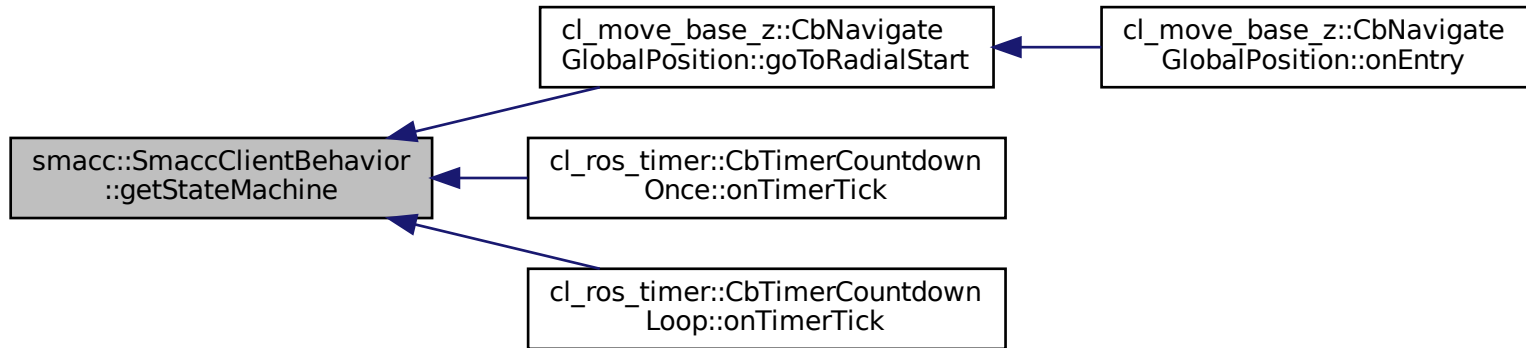 cl_move_base_z::CbNavigate
GlobalPosition::goToRadialStart
cl_move_base_z::CbNavigate
GlobalPosition::onEntry
smacc::SmaccClientBehavior
::getStateMachine
cl_ros_timer::CbTimerCountdown
Once::onTimerTick
cl_ros_timer::CbTimerCountdown
Loop::onTimerTick